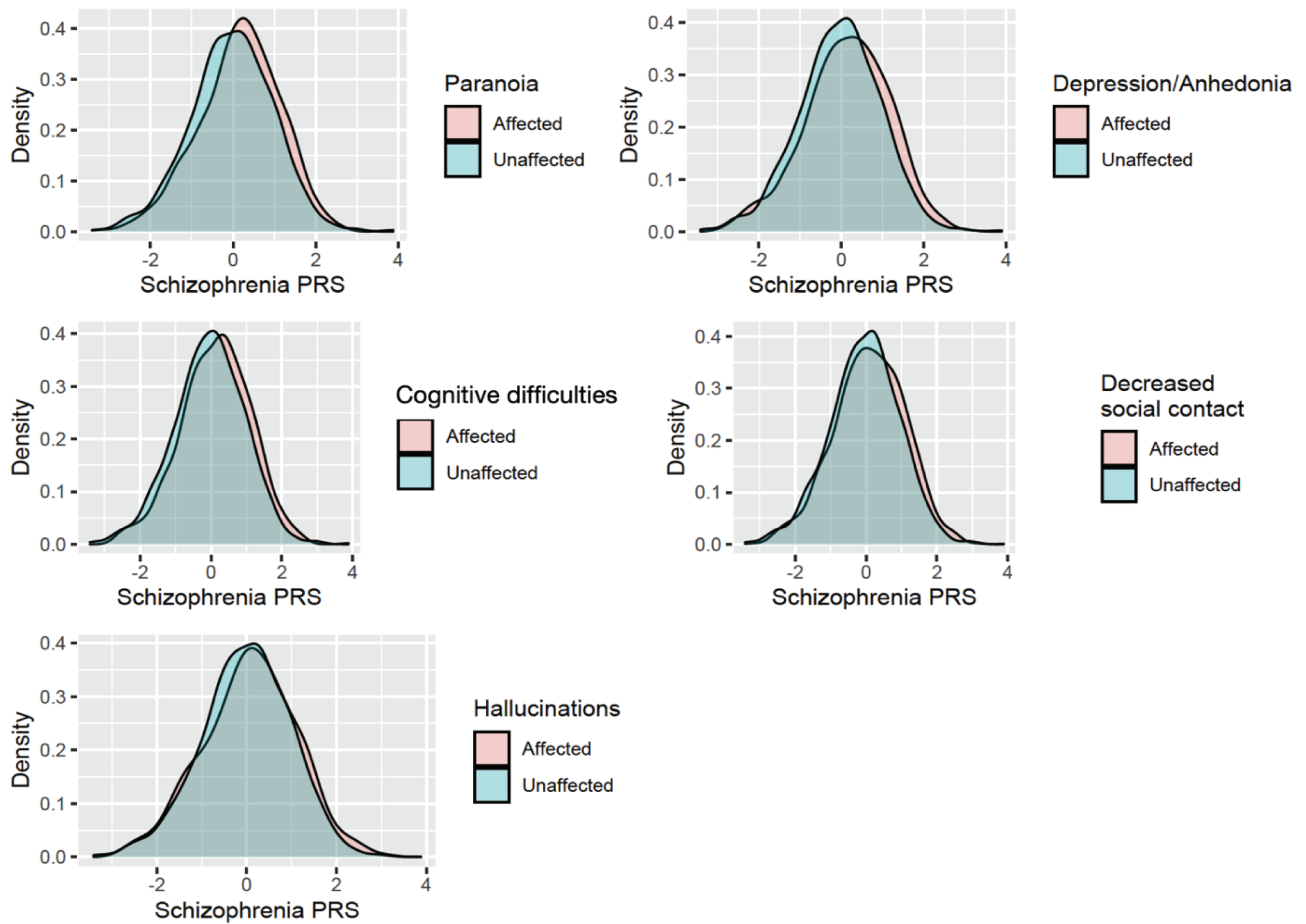 0.4
0.3
0.2
0.1
0.0
Density
-2
0
2
4
Schizophrenia PRS
Paranoia
Affected
Unaffected
0.4
0.3
0.2
0.1
0.0
Density
-2
0
2
4
Schizophrenia PRS
Depression/Anhedonia
Affected
Unaffected
0.4
0.3
0.2
0.1
0.0
Density
-2
0
2
4
Schizophrenia PRS
Cognitive difficulties
Affected
Unaffected
0.4
0.3
0.2
0.1
0.0
Density
-2
0
2
4
Schizophrenia PRS
Decreased
social contact
Affected
Unaffected
0.4
0.3
0.2
0.1
0.0
Density
-2
0
2
4
Schizophrenia PRS
Hallucinations
Affected
Unaffected